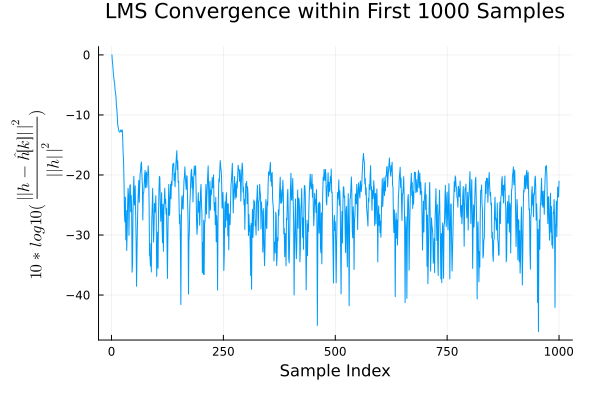 LMS Convergence within First 1000 Samples
10 * log10( ||h − ĥ[k]||² / ||h||² )
0
−10
−20
−30
−40
0 250 500 750 1000
Sample Index